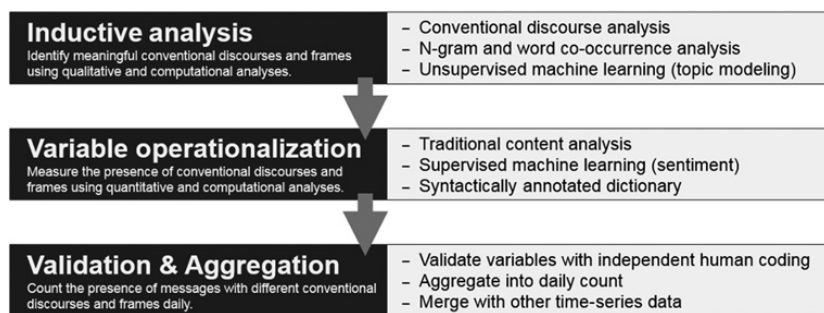 Inductive analysis
Identify meaningful conventional discourses and frames
using qualitative and computational analyses.
– Conventional discourse analysis
– N-gram and word co-occurrence analysis
– Unsupervised machine learning (topic modeling)
Variable operationalization
Measure the presence of conventional discourses and
frames using quantitative and computational analyses.
– Traditional content analysis
– Supervised machine learning (sentiment)
– Syntactically annotated dictionary
Validation & Aggregation
Count the presence of messages with different conventional
discourses and frames daily.
– Validate variables with independent human coding
– Aggregate into daily count
– Merge with other time-series data